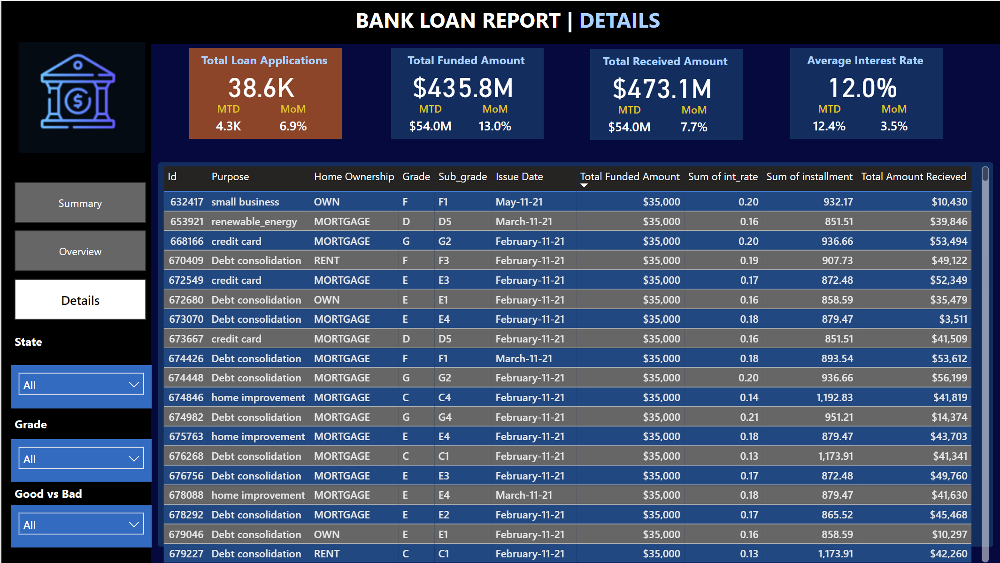 BANK LOAN REPORT | DETAILS
Total Loan Applications
38.6K
MTD MoM
4.3K 6.9%
Total Funded Amount
$435.8M
MTD MoM
$54.0M 13.0%
Total Received Amount
$473.1M
MTD MoM
$54.0M 7.7%
Average Interest Rate
12.0%
MTD MoM
12.4% 3.5%
$
Summary
Overview
Details
State
All
Grade
All
Good vs Bad
All
Id Purpose Home Ownership Grade Sub_grade Issue Date Total Funded Amount Sum of int_rate Sum of installment Total Amount Recieved
632417 small business OWN F F1 May-11-21 $35,000 0.20 932.17 $10,430
653921 renewable_energy MORTGAGE D D5 March-11-21 $35,000 0.16 851.51 $39,846
668166 credit card MORTGAGE G G2 February-11-21 $35,000 0.20 936.66 $53,494
670409 Debt consolidation RENT F F3 February-11-21 $35,000 0.19 907.73 $49,122
672549 credit card MORTGAGE E E3 February-11-21 $35,000 0.17 872.48 $52,349
672680 Debt consolidation OWN E E1 February-11-21 $35,000 0.16 858.59 $35,479
673070 Debt consolidation MORTGAGE E E4 February-11-21 $35,000 0.18 879.47 $3,511
673667 credit card MORTGAGE D D5 February-11-21 $35,000 0.16 851.51 $41,509
674426 Debt consolidation MORTGAGE F F1 March-11-21 $35,000 0.18 893.54 $53,612
674448 Debt consolidation MORTGAGE G G2 February-11-21 $35,000 0.20 936.66 $56,199
674846 home improvement MORTGAGE C C4 February-11-21 $35,000 0.14 1,192.83 $41,819
674982 Debt consolidation MORTGAGE G G4 February-11-21 $35,000 0.21 951.21 $14,374
675763 home improvement MORTGAGE E E4 February-11-21 $35,000 0.18 879.47 $43,703
676268 Debt consolidation MORTGAGE C C1 February-11-21 $35,000 0.13 1,173.91 $41,341
676756 Debt consolidation MORTGAGE E E3 February-11-21 $35,000 0.17 872.48 $49,760
678088 home improvement MORTGAGE E E4 March-11-21 $35,000 0.18 879.47 $41,630
678292 Debt consolidation MORTGAGE E E2 February-11-21 $35,000 0.17 865.52 $45,468
679046 Debt consolidation OWN E E1 February-11-21 $35,000 0.16 858.59 $10,297
679227 Debt consolidation RENT C C1 February-11-21 $35,000 0.13 1,173.91 $42,260